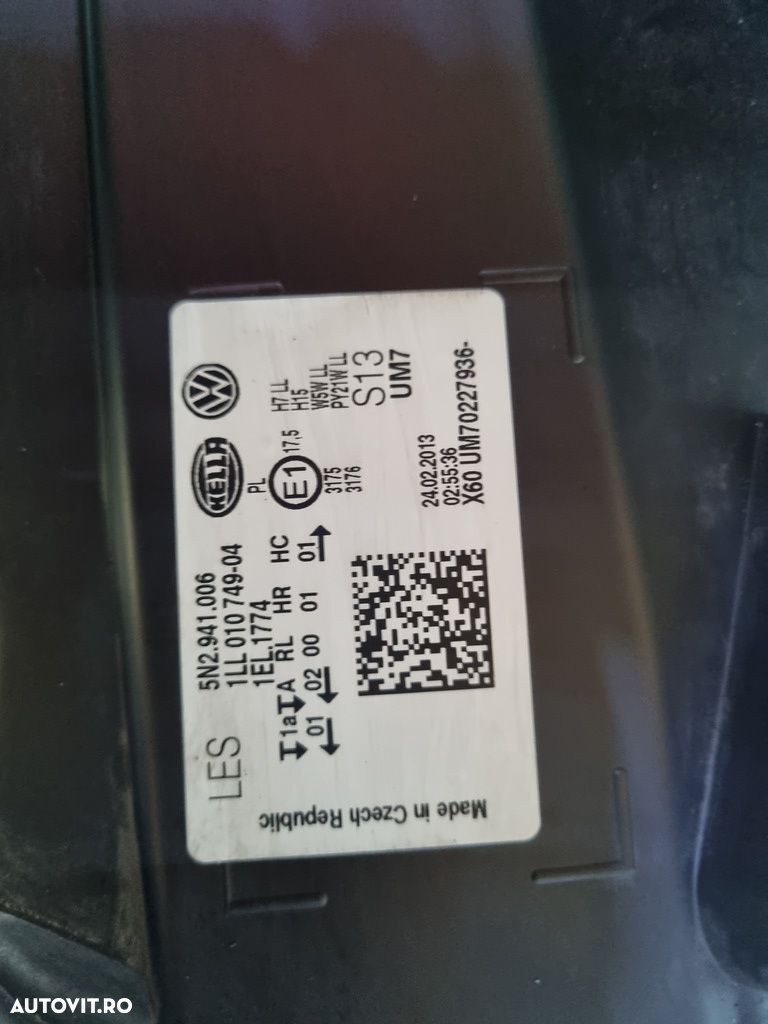 LES
5N2.941.006
1LL 010 749-04
1EL.1774
HELLA
VW
1a A RL HR HC
01 02 00 01 01
PL
E1
17,5
3175
3176
H7 LL
H15
W5W LL
PY21W LL
S13
UM7
24.02.2013
02:55:36
X60 UM70227936-
Made in Czech Republic
AUTOVIT.RO